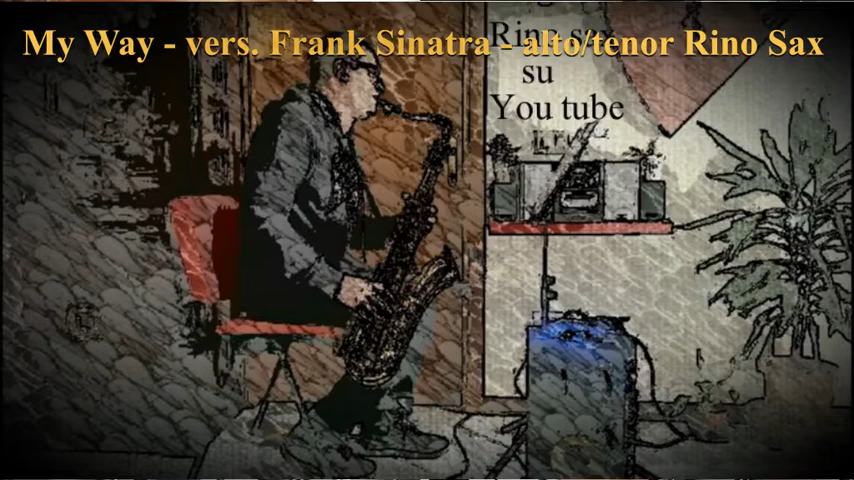 My Way - vers. Frank Sinatra - alto/tenor Rino Sax
Rino sax
su
You tube